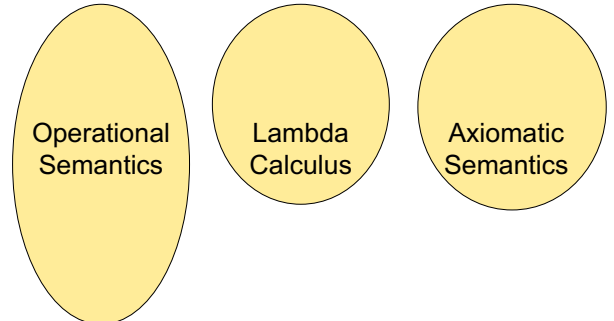 Operational
Semantics
Lambda
Calculus
Axiomatic
Semantics